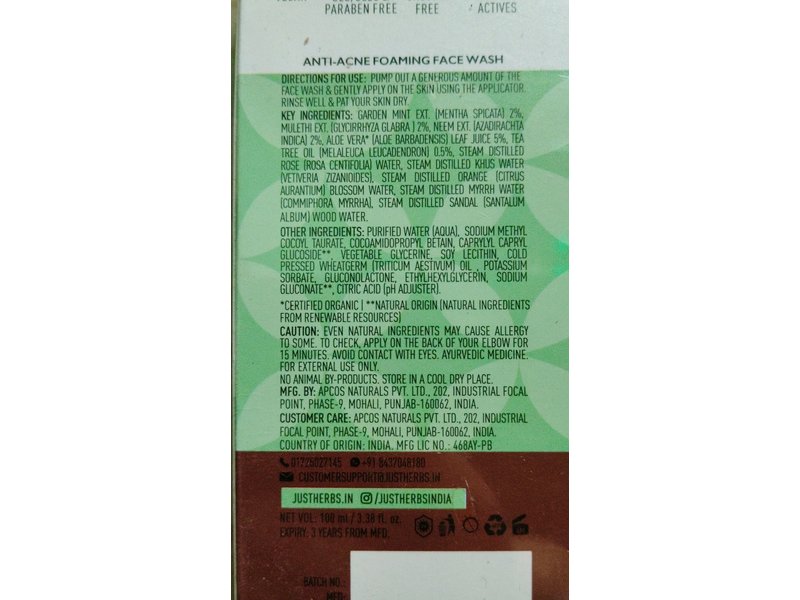 PARABEN FREE
FREE
ACTIVES
ANTI-ACNE FOAMING FACE WASH
DIRECTIONS FOR USE: PUMP OUT A GENEROUS AMOUNT OF THE
FACE WASH & GENTLY APPLY ON THE SKIN USING THE APPLICATOR.
RINSE WELL & PAT YOUR SKIN DRY.
KEY INGREDIENTS: GARDEN MINT EXT. (MENTHA SPICATA) 2%,
MULETHI EXT. (GLYCIRRHYZA GLABRA ) 2%, NEEM EXT. (AZADIRACHTA
INDICA) 2%, ALOE VERA* (ALOE BARBADENSIS) LEAF JUICE 5%, TEA
TREE OIL (MELALEUCA LEUCADENDRON) 0.5%, STEAM DISTILLED
ROSE (ROSA CENTIFOLIA) WATER, STEAM DISTILLED KHUS WATER
(VETIVERIA ZIZANIOIDES), STEAM DISTILLED ORANGE (CITRUS
AURANTIUM) BLOSSOM WATER, STEAM DISTILLED MYRRH WATER
(COMMIPHORA MYRRHA), STEAM DISTILLED SANDAL (SANTALUM
ALBUM) WOOD WATER.
OTHER INGREDIENTS: PURIFIED WATER (AQUA), SODIUM METHYL
COCOYL TAURATE, COCOAMIDOPROPYL BETAIN, CAPRYLYL CAPRYL
GLUCOSIDE**, VEGETABLE GLYCERINE, SOY LECITHIN, COLD
PRESSED WHEATGERM (TRITICUM AESTIVUM) OIL , POTASSIUM
SORBATE, GLUCONOLACTONE, ETHYLHEXYLGLYCERIN, SODIUM
GLUCONATE**, CITRIC ACID (pH ADJUSTER).
*CERTIFIED ORGANIC | **NATURAL ORIGIN (NATURAL INGREDIENTS
FROM RENEWABLE RESOURCES)
CAUTION: EVEN NATURAL INGREDIENTS MAY CAUSE ALLERGY
TO SOME. TO CHECK, APPLY ON THE BACK OF YOUR ELBOW FOR
15 MINUTES. AVOID CONTACT WITH EYES. AYURVEDIC MEDICINE.
FOR EXTERNAL USE ONLY.
NO ANIMAL BY-PRODUCTS. STORE IN A COOL DRY PLACE.
MFG. BY: APCOS NATURALS PVT. LTD., 202, INDUSTRIAL FOCAL
POINT, PHASE-9, MOHALI, PUNJAB-160062, INDIA.
CUSTOMER CARE: APCOS NATURALS PVT. LTD., 202, INDUSTRIAL
FOCAL POINT, PHASE-9, MOHALI, PUNJAB-160062, INDIA.
COUNTRY OF ORIGIN: INDIA. MFG LIC NO.: 468AY-PB
01726027145 +91 8437048180
CUSTOMERSUPPORT@JUSTHERBS.IN
JUSTHERBS.IN /JUSTHERBSINDIA
NET VOL: 100 ml / 3.38 fl. oz.
EXPIRY: 3 YEARS FROM MFD.
BATCH NO.:
MFD: